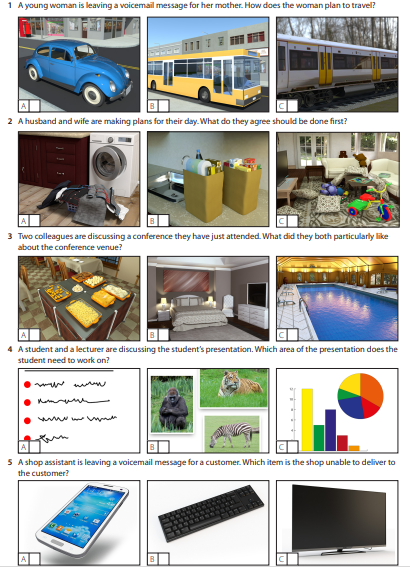 1 A young woman is leaving a voicemail message for her mother. How does the woman plan to travel?
A B C
2 A husband and wife are making plans for their day. What do they agree should be done first?
A B C
3 Two colleagues are discussing a conference they have just attended. What did they both particularly like
about the conference venue?
A B C
4 A student and a lecturer are discussing the student's presentation. Which area of the presentation does the
student need to work on?
A B C
5 A shop assistant is leaving a voicemail message for a customer. Which item is the shop unable to deliver to
the customer?
A B C